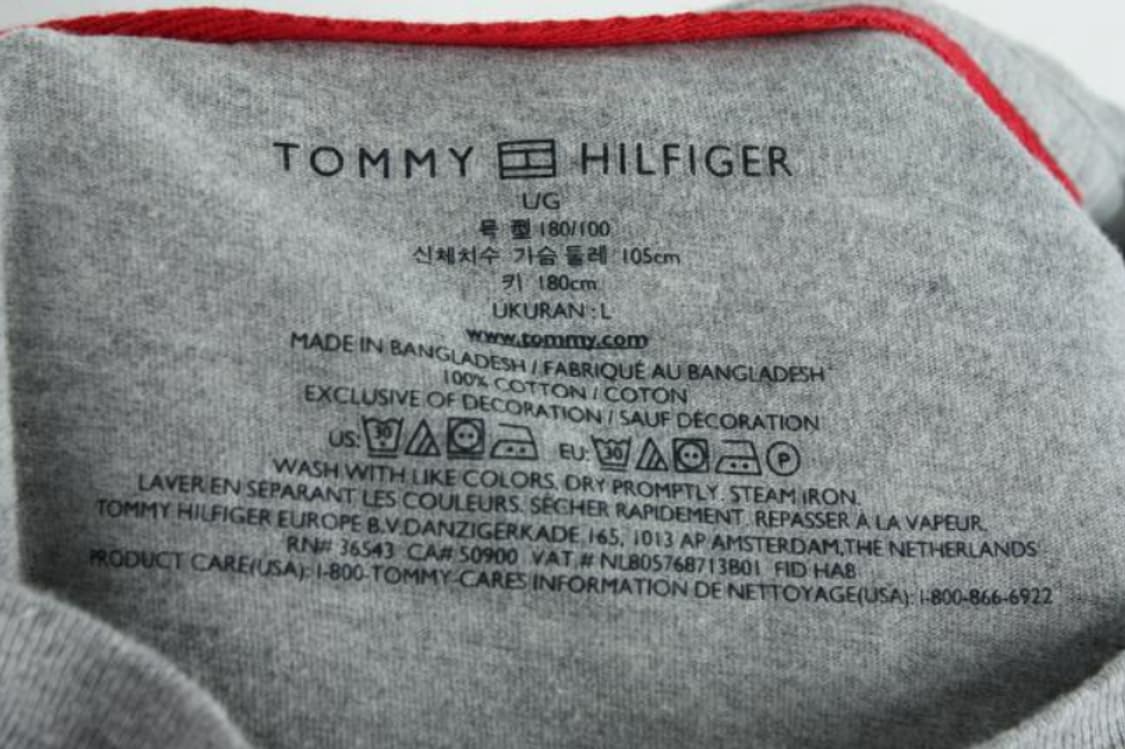 TOMMY HILFIGER
L/G
型 180/100
신체치수 가슴둘레 105cm
키 180cm
UKURAN : L
www.tommy.com
MADE IN BANGLADESH / FABRIQUÉ AU BANGLADESH
100% COTTON / COTON
EXCLUSIVE OF DECORATION / SAUF DÉCORATION
US: 30 EU: 30 P
WASH WITH LIKE COLORS. DRY PROMPTLY. STEAM IRON.
LAVER EN SEPARANT LES COULEURS. SÉCHER RAPIDEMENT. REPASSER À LA VAPEUR.
TOMMY HILFIGER EUROPE B.V.DANZIGERKADE 165, 1013 AP AMSTERDAM,THE NETHERLANDS
RN# 36543 CA# 50900 VAT # NL805768713B01 FID HAB
PRODUCT CARE(USA): 1-800-TOMMY-CARES INFORMATION DE NETTOYAGE(USA): 1-800-866-6922